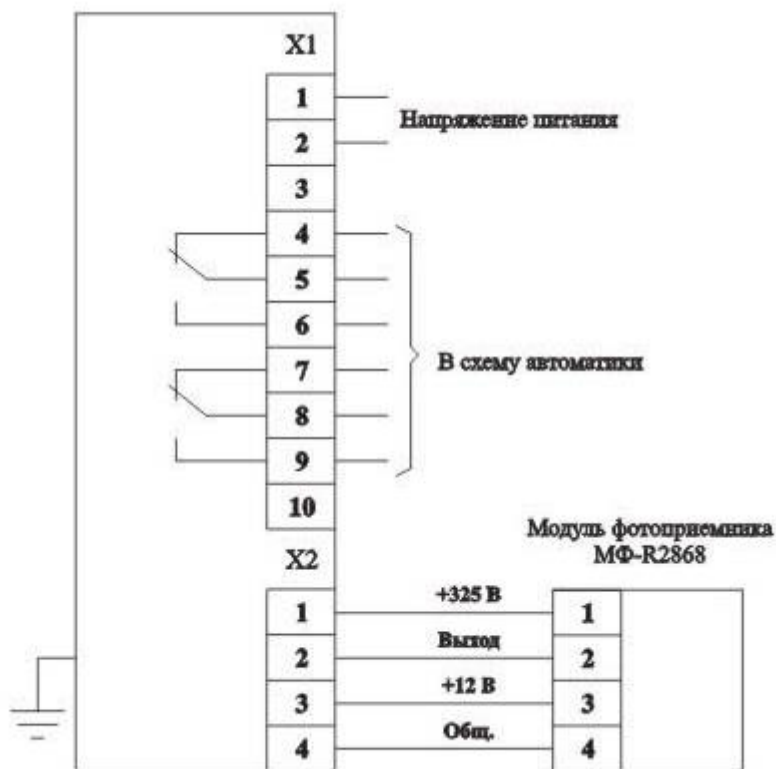 X1
1
Напряжение питания
2
3
4
5
6
7
В схему автоматики
8
9
10
Модуль фотоприемника
МФ-R2868
X2
+325 В
1 1
Выход
2 2
+12 В
3 3
Общ.
4 4